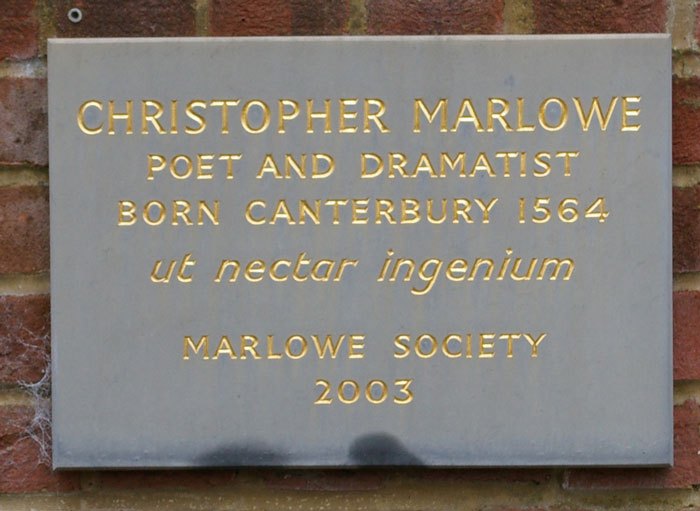 CHRISTOPHER MARLOWE
POET AND DRAMATIST
BORN CANTERBURY 1564
ut nectar ingenium
MARLOWE SOCIETY
2003